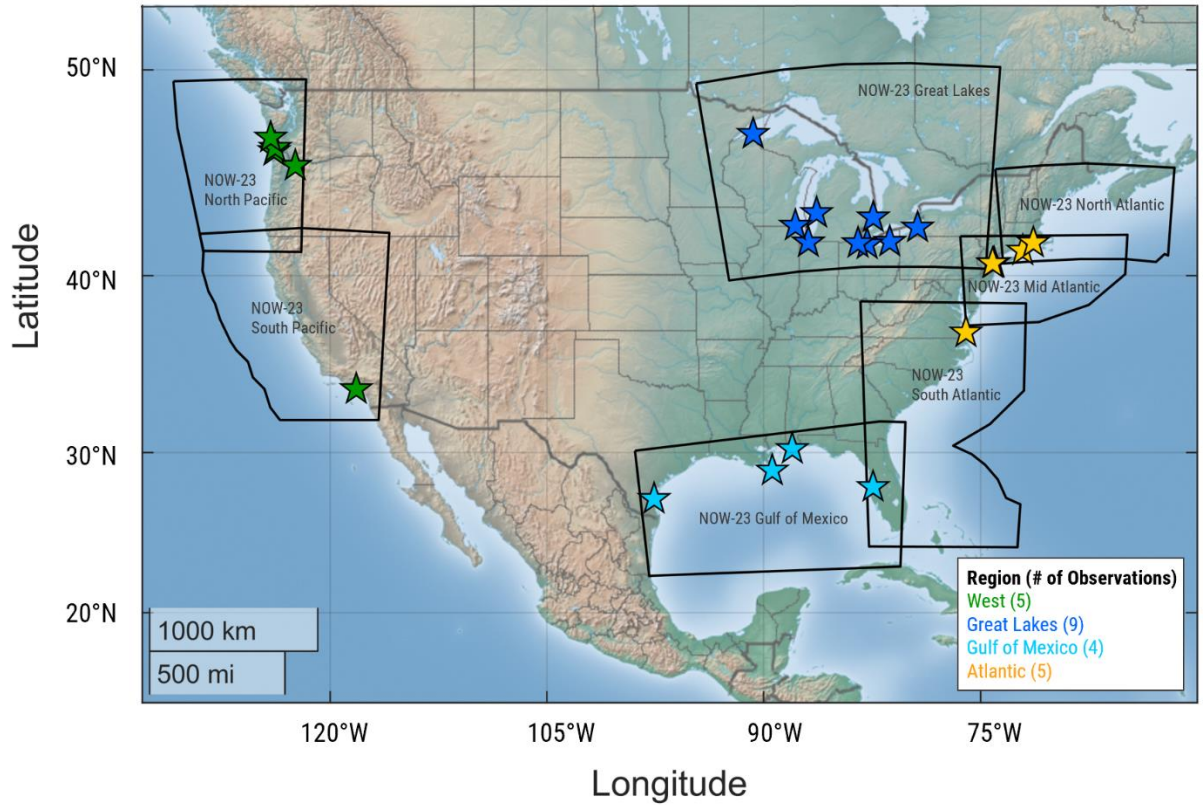 50°N
40°N
30°N
20°N
Latitude
NOW-23 Great Lakes
NOW-23
North Pacific
NOW-23 North Atlantic
NOW-23 Mid Atlantic
NOW-23
South Pacific
NOW-23
South Atlantic
NOW-23 Gulf of Mexico
Region (# of Observations)
West (5)
Great Lakes (9)
Gulf of Mexico (4)
Atlantic (5)
1000 km
500 mi
120°W
105°W
90°W
75°W
Longitude